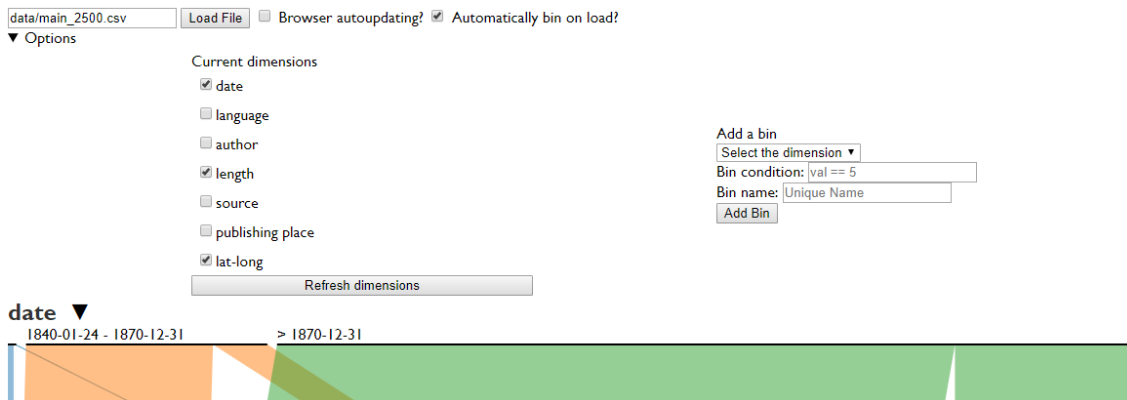 data/main_2500.csv Load File Browser autoupdating? Automatically bin on load?
▼ Options
Current dimensions
date
language
author
length
source
publishing place
lat-long
Refresh dimensions
Add a bin
Select the dimension ▼
Bin condition: val == 5
Bin name: Unique Name
Add Bin
date ▼
1840-01-24 - 1870-12-31 > 1870-12-31